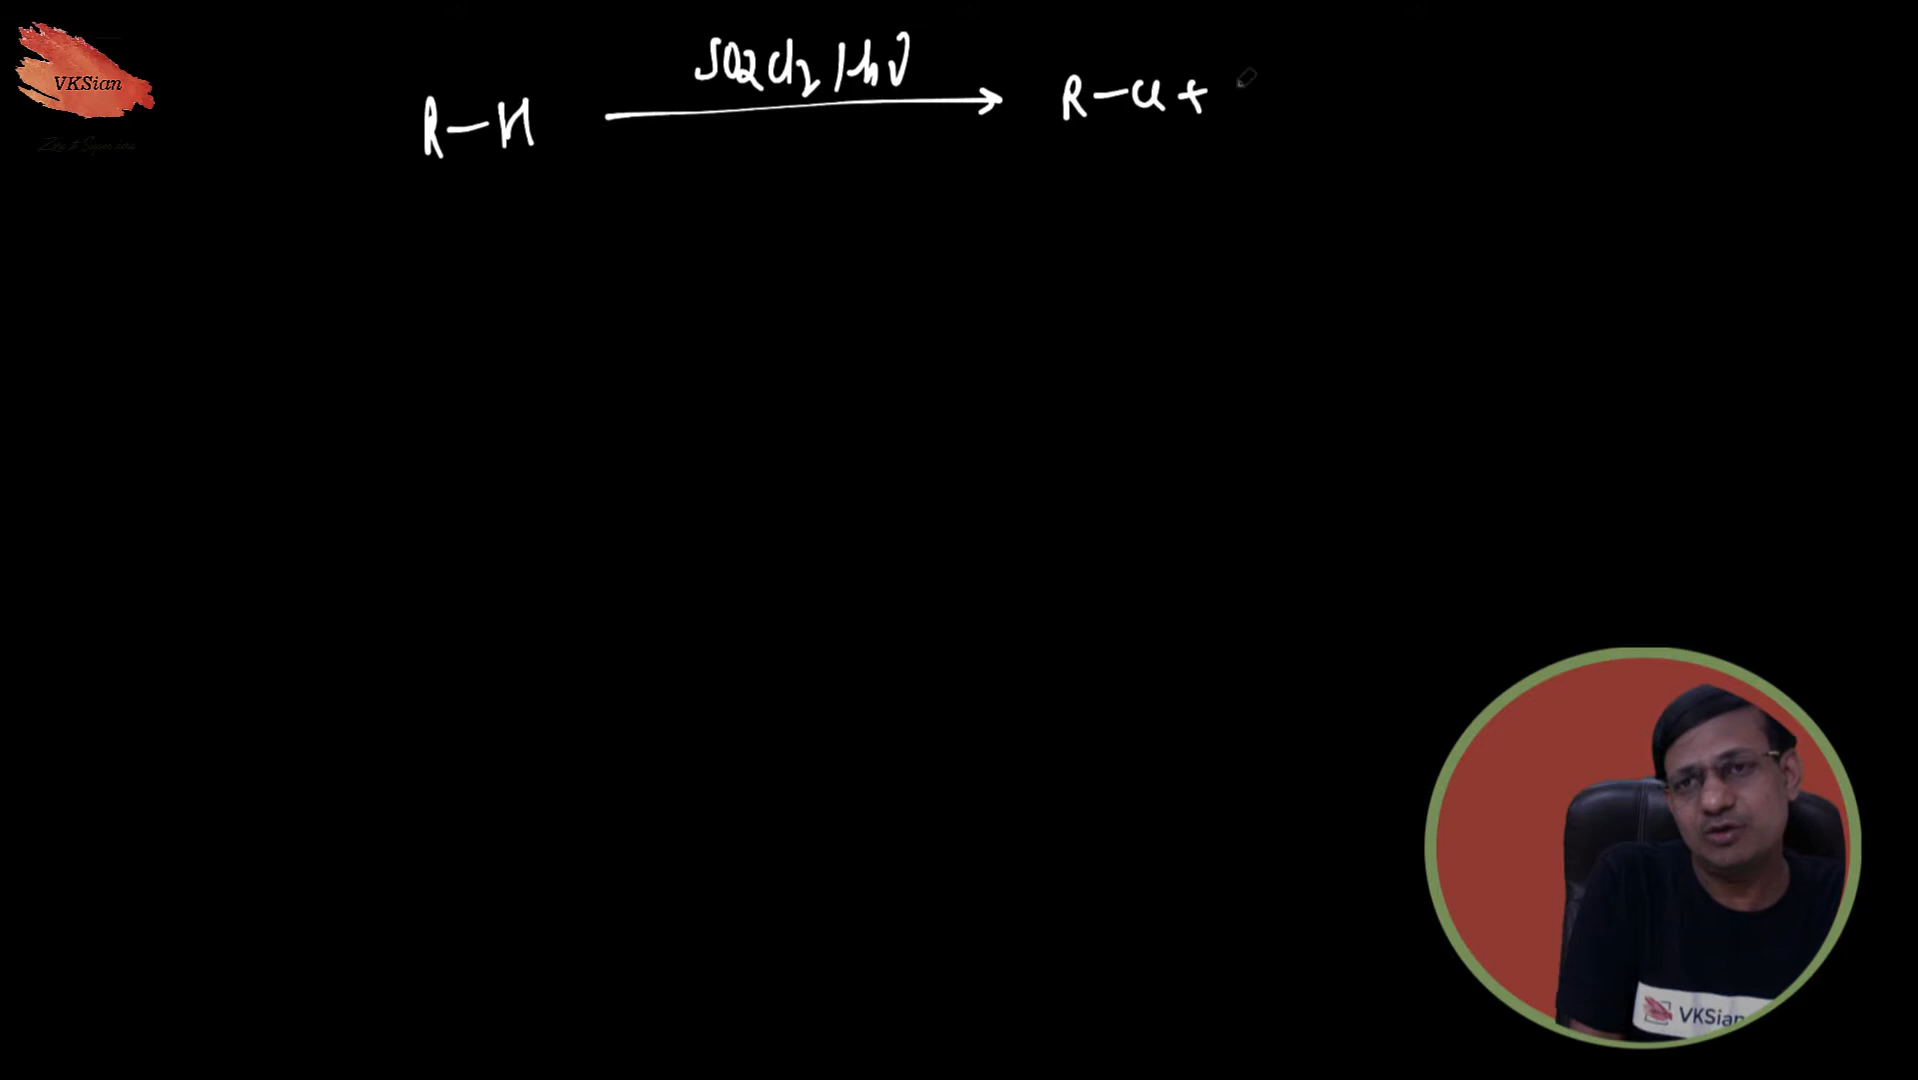 VKSian
SO2Cl2/hν
R-H → R-Cl +
VKSian